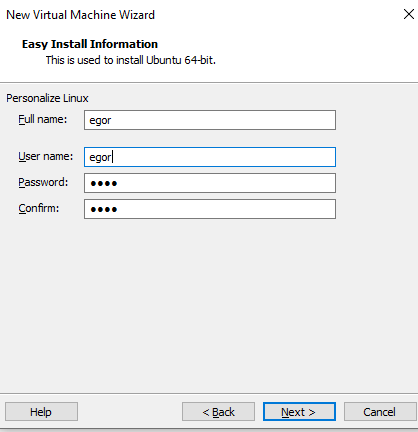 New Virtual Machine Wizard
Easy Install Information
This is used to install Ubuntu 64-bit.
Personalize Linux
Full name: egor
User name: egor
Password: ●●●●
Confirm: ●●●●
Help < Back Next > Cancel